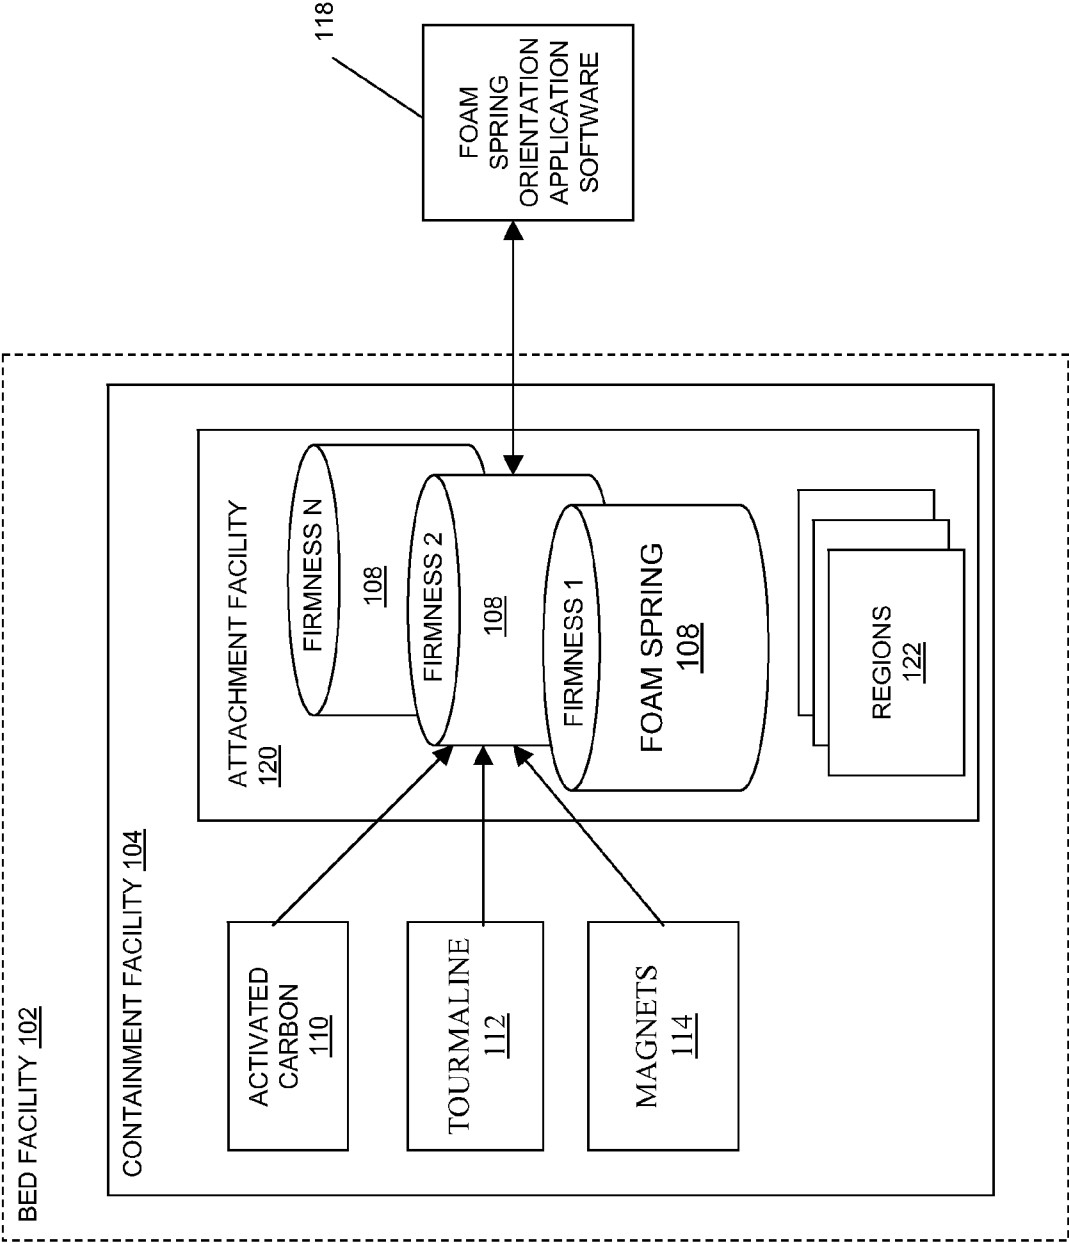 BED FACILITY 102
CONTAINMENT FACILITY 104
ATTACHMENT FACILITY
120
ACTIVATED
CARBON
110
TOURMALINE
112
MAGNETS
114
FIRMNESS N
108
FIRMNESS 2
108
FIRMNESS 1
FOAM SPRING
108
REGIONS
122
118
FOAM
SPRING
ORIENTATION
APPLICATION
SOFTWARE